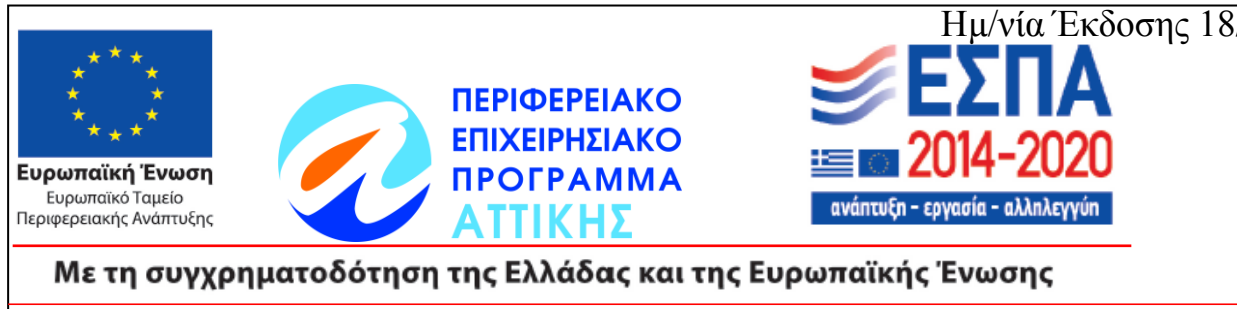 Ημ/νία Έκδοσης 18
Ευρωπαϊκή Ένωση
Ευρωπαϊκό Ταμείο
Περιφερειακής Ανάπτυξης
ΠΕΡΙΦΕΡΕΙΑΚΟ
ΕΠΙΧΕΙΡΗΣΙΑΚΟ
ΠΡΟΓΡΑΜΜΑ
ΑΤΤΙΚΗΣ
ΕΣΠΑ
2014-2020
ανάπτυξη - εργασία - αλληλεγγύη
Με τη συγχρηματοδότηση της Ελλάδας και της Ευρωπαϊκής Ένωσης